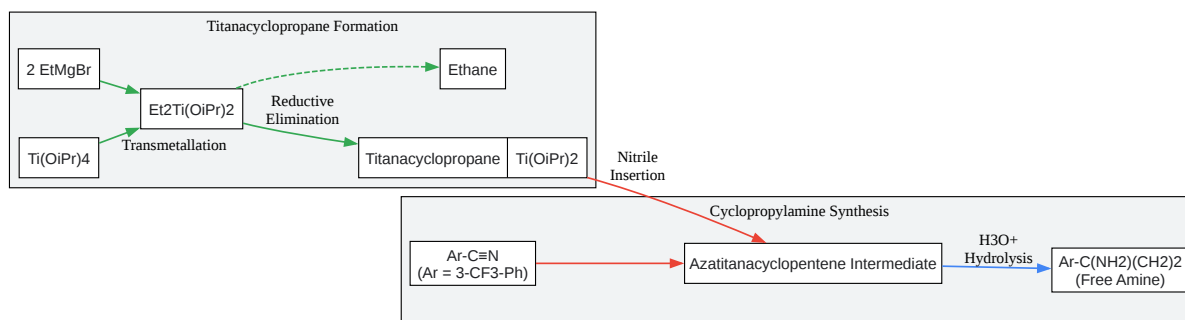 Titanacyclopropane Formation
2 EtMgBr
Ethane
Et2Ti(OiPr)2
Reductive
Elimination
Transmetallation
Ti(OiPr)4
Titanacyclopropane
Ti(OiPr)2
Nitrile
Insertion
Cyclopropylamine Synthesis
Ar-C≡N
(Ar = 3-CF3-Ph)
Azatitanacyclopentene Intermediate
H3O+
Hydrolysis
Ar-C(NH2)(CH2)2
(Free Amine)